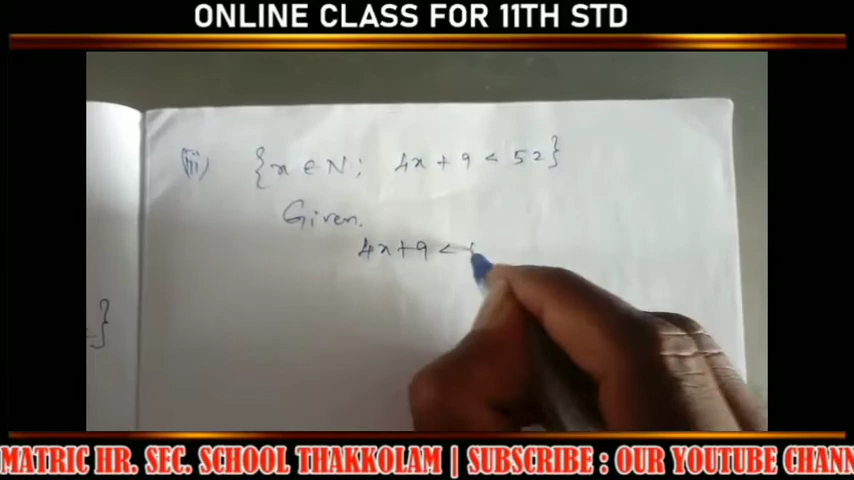 ONLINE CLASS FOR 11TH STD
(iii) {x ∈ N; 4x + 9 < 52}
Given.
4x+9 <
}
MATRIC HR. SEC. SCHOOL THAKKOLAM | SUBSCRIBE : OUR YOUTUBE CHANN